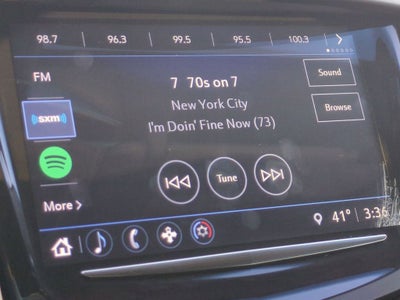 98.7 96.3 99.5 95.5 100.3
FM
7 70s on 7
Sound
((sxm))
New York City
Browse
I'm Doin' Fine Now (73)
Tune
More
41° 3:36